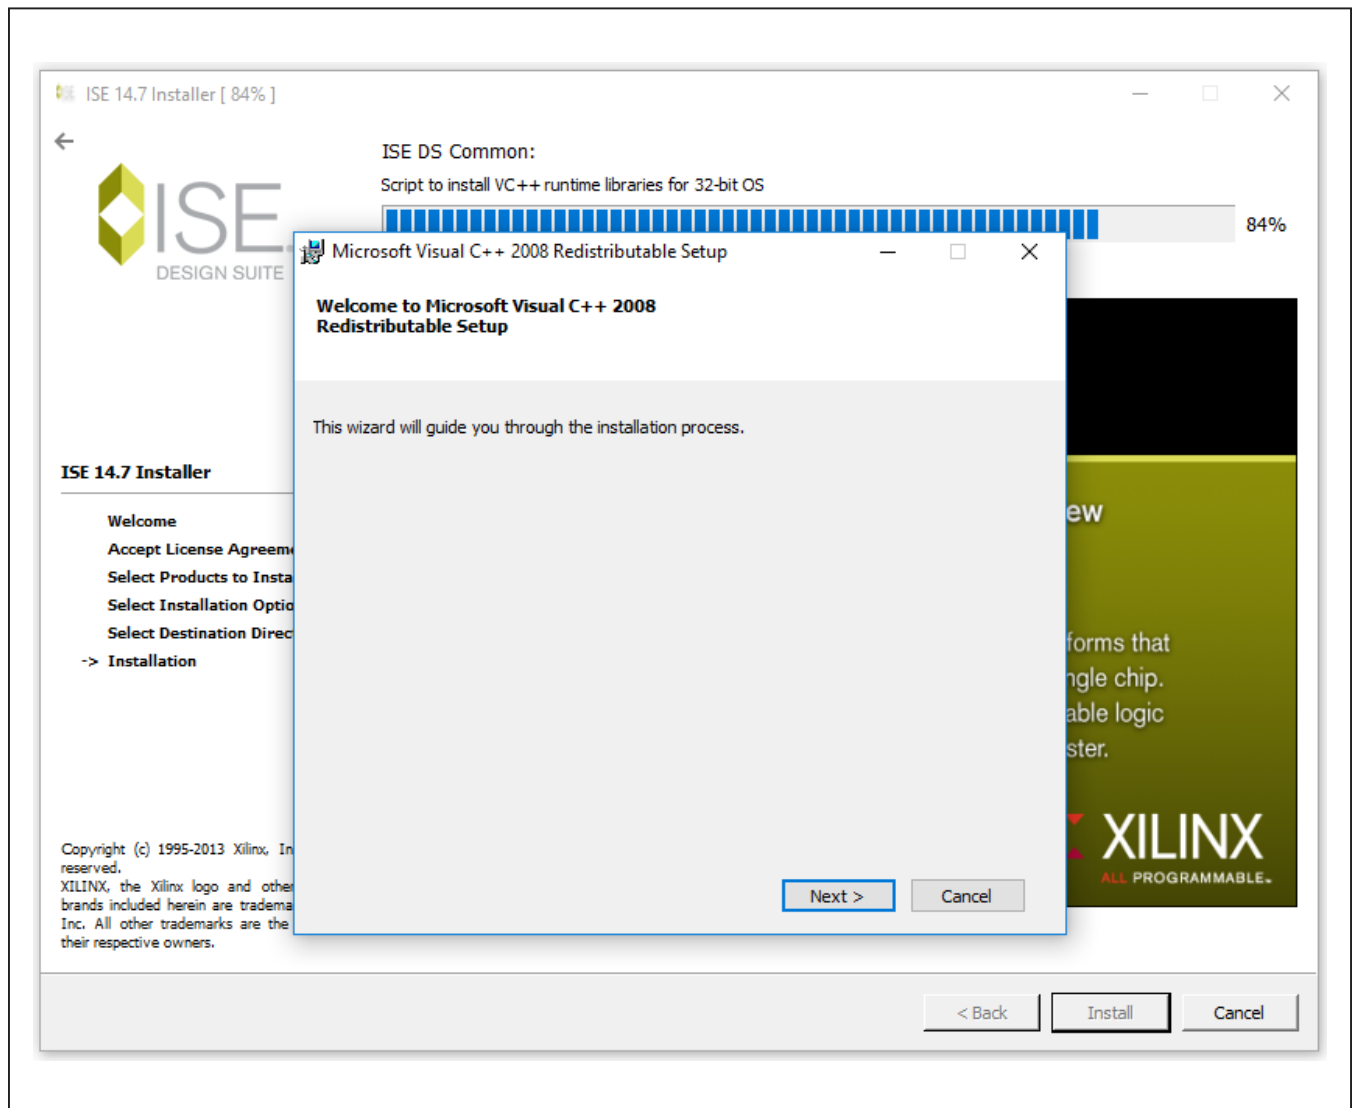 ISE 14.7 Installer [ 84% ]
ISE DS Common:
Script to install VC++ runtime libraries for 32-bit OS
84%
ISE
DESIGN SUITE
Microsoft Visual C++ 2008 Redistributable Setup
Welcome to Microsoft Visual C++ 2008
Redistributable Setup
This wizard will guide you through the installation process.
Next >
Cancel
ISE 14.7 Installer
Welcome
Accept License Agreem
Select Products to Insta
Select Installation Optio
Select Destination Direc
-> Installation
Copyright (c) 1995-2013 Xilinx, In
reserved.
XILINX, the Xilinx logo and other
brands included herein are tradema
Inc. All other trademarks are the
their respective owners.
ew
forms that
ngle chip.
able logic
ster.
XILINX
ALL PROGRAMMABLE™
< Back
Install
Cancel